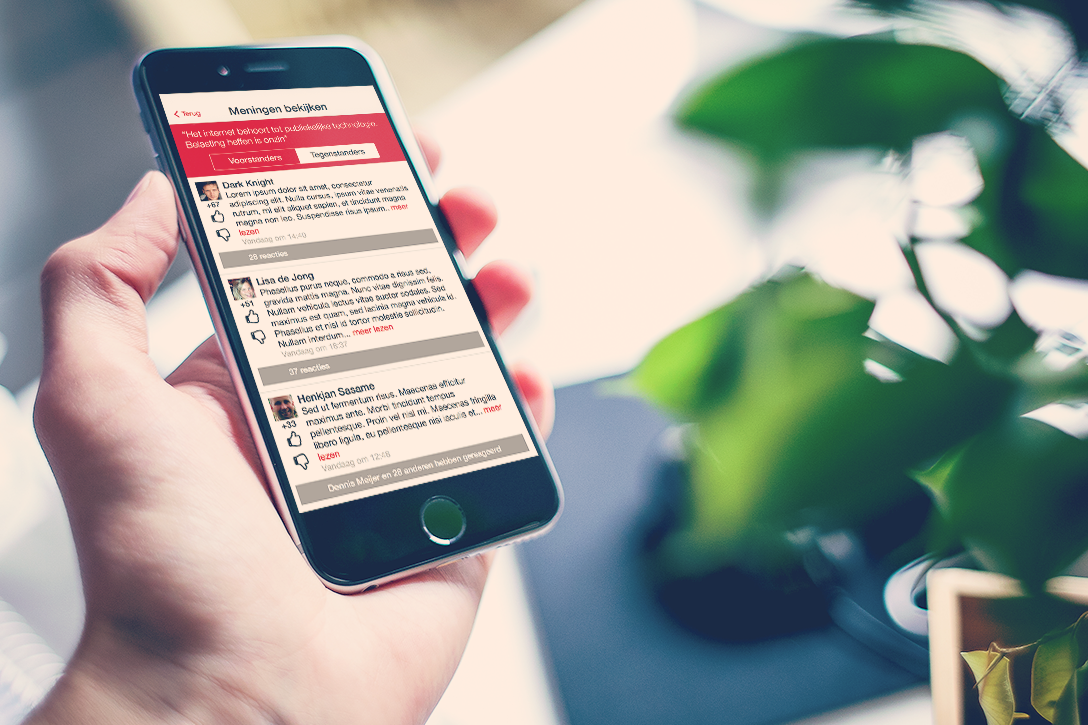 Terug
Meningen bekijken
"Het internet behoort tot publiekelijke technologie.
Belasting heffen is onzin"
Voorstanders
Tegenstanders
Dark Knight
+67
Lorem ipsum dolor sit amet, consectetur
adipiscing elit. Nulla cursus, ipsum vitae venenatis
rutrum, mi elit aliquet sapien, et tincidunt magna
magna non leo. Suspendisse risus ipsum... meer
lezen
Vandaag om 14:49
28 reacties
Lisa de Jong
+51
Phasellus purus neque, commodo a risus sed,
gravida mattis magna. Nunc vitae dignissim felis.
Nullam vehicula lectus vitae auctor sodales. Sed
maximus est quam, sed lacinia magna vehicula id.
Phasellus et nisl id tortor molestie sollicitudin.
Nullam interdum... meer lezen
Vandaag om 16:37
37 reacties
Henkjan Sasame
+33
Sed ut fermentum risus. Maecenas efficitur
maximus ante. Morbi tincidunt tempus
pellentesque. Proin vel nisl mi. Maecenas fringilla
libero ligula, eu pellentesque nisi iaculis et... meer
lezen
Vandaag om 12:46
Dennis Meijer en 28 anderen hebben gereageerd